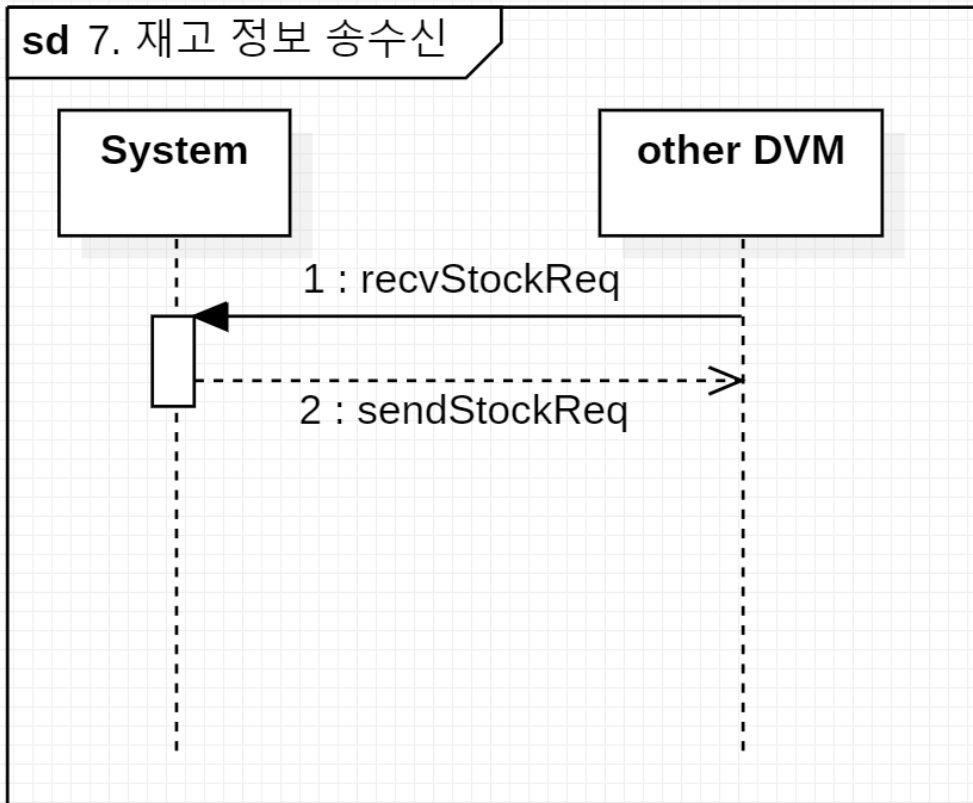 sd 7. 재고 정보 송수신
System
other DVM
1 : recvStockReq
2 : sendStockReq